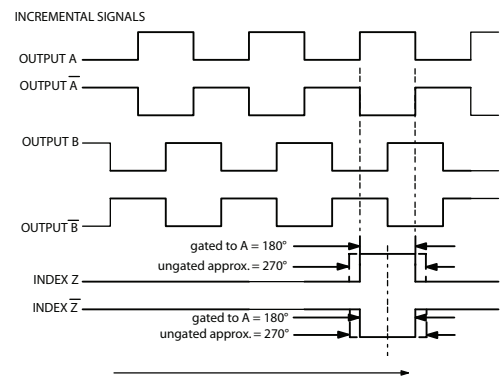 INCREMENTAL SIGNALS
OUTPUT A
OUTPUT A̅
OUTPUT B
OUTPUT B̅
gated to A = 180°
ungated approx. = 270°
INDEX Z
INDEX Z̅
gated to A = 180°
ungated approx. = 270°